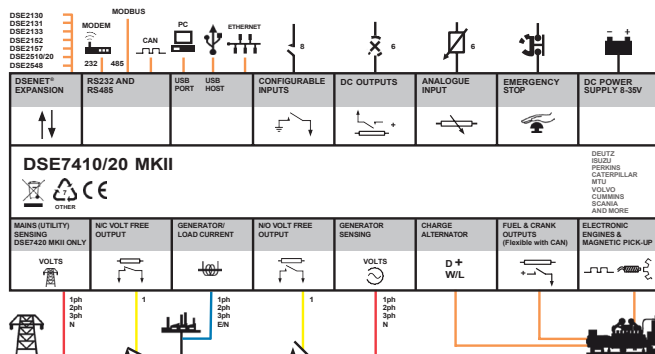 DSE2130
DSE2131
DSE2133
DSE2152
DSE2157
DSE2510/20
DSE2548
MODEM
232
MODBUS
485
CAN
PC
ETHERNET
8
6
6
− +
DSENET®
EXPANSION
RS232 AND
RS485
USB
PORT
USB
HOST
CONFIGURABLE
INPUTS
DC OUTPUTS
+
ANALOGUE
INPUT
EMERGENCY
STOP
DC POWER
SUPPLY 8-35V
DSE7410/20 MKII
7
OTHER
CE
DEUTZ
ISUZU
PERKINS
CATERPILLAR
MTU
VOLVO
CUMMINS
SCANIA
AND MORE
MAINS (UTILITY)
SENSING
DSE7420 MKII ONLY
VOLTS
N/C VOLT FREE
OUTPUT
GENERATOR/
LOAD CURRENT
N/O VOLT FREE
OUTPUT
GENERATOR
SENSING
VOLTS
CHARGE
ALTERNATOR
D+
W/L
FUEL & CRANK
OUTPUTS
(Flexible with CAN)
+
ELECTRONIC
ENGINES &
MAGNETIC PICK-UP
1ph
2ph
3ph
N
1
1ph
2ph
3ph
E/N
1
1ph
2ph
3ph
N